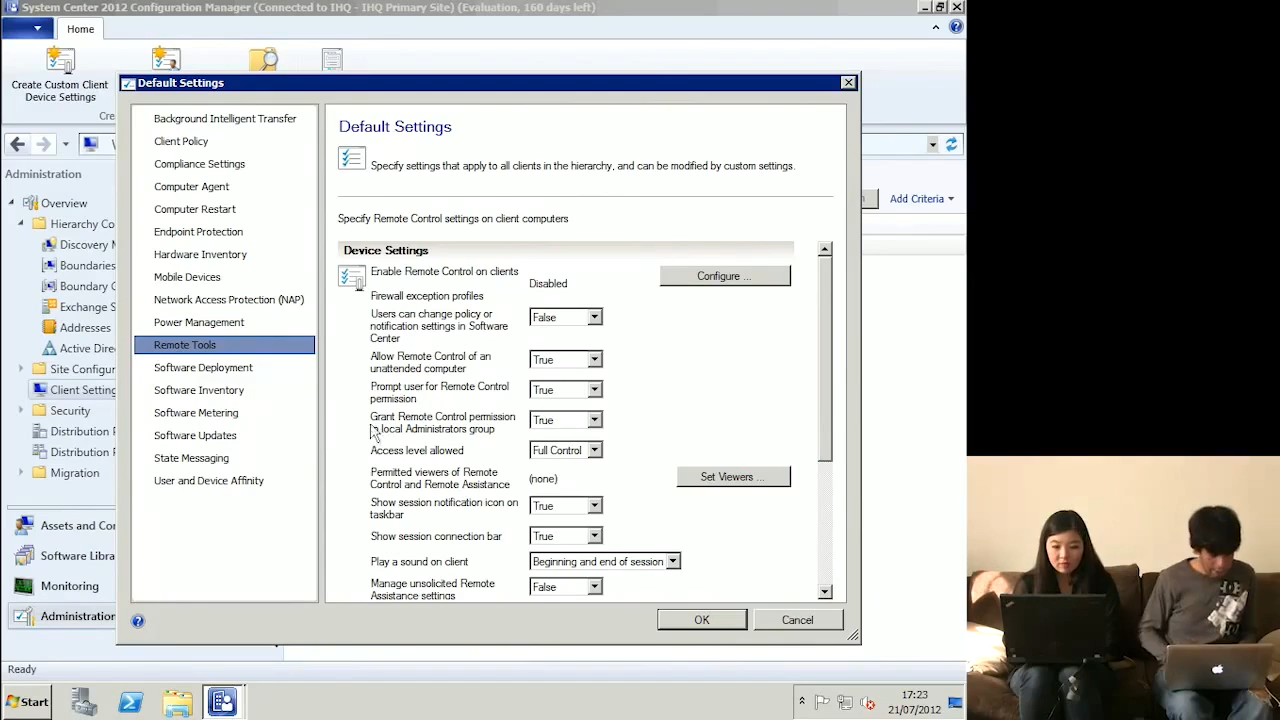 System Center 2012 Configuration Manager (Connected to IHQ - IHQ Primary Site) (Evaluation, 160 days left)
Home
Create Custom Client
Device Settings
Default Settings
Background Intelligent Transfer
Client Policy
Compliance Settings
Computer Agent
Computer Restart
Endpoint Protection
Hardware Inventory
Mobile Devices
Network Access Protection (NAP)
Power Management
Remote Tools
Software Deployment
Software Inventory
Software Metering
Software Updates
State Messaging
User and Device Affinity
Default Settings
Specify settings that apply to all clients in the hierarchy, and can be modified by custom settings.
Specify Remote Control settings on client computers
Device Settings
Enable Remote Control on clients
Firewall exception profiles
Disabled
Configure ...
Users can change policy or
notification settings in Software
Center
False
Allow Remote Control of an
unattended computer
True
Prompt user for Remote Control
permission
True
Grant Remote Control permission
local Administrators group
True
Access level allowed
Full Control
Permitted viewers of Remote
Control and Remote Assistance
(none)
Set Viewers ...
Show session notification icon on
taskbar
True
Show session connection bar
True
Play a sound on client
Beginning and end of session
Manage unsolicited Remote
Assistance settings
False
OK
Cancel
Administration
Overview
Hierarchy Co
Discovery M
Boundaries
Boundary G
Exchange S
Addresses
Active Dire
Site Configur
Client Setting
Security
Distribution P
Distribution P
Migration
Assets and Con
Software Libra
Monitoring
Administration
Add Criteria
Ready
Start
17:23
21/07/2012